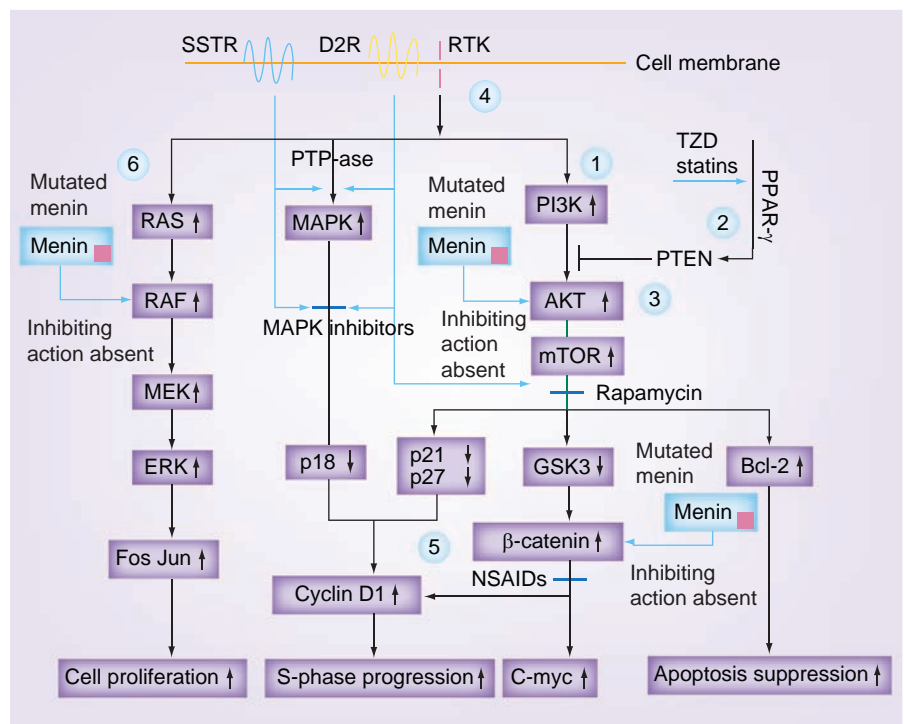 SSTR
D2R
RTK
Cell membrane
4
6
PTP-ase
1
TZD
statins
PPAR-γ
Mutated
menin
Mutated
menin
RAS
MAPK
PI3K
2
Menin
Menin
PTEN
RAF
AKT
3
MAPK inhibitors
Inhibiting
action absent
Inhibiting
action
absent
mTOR
MEK
Rapamycin
ERK
p18
p21
p27
GSK3
Mutated
menin
Bcl-2
Menin
Fos Jun
5
β-catenin
NSAIDs
Inhibiting
action absent
Cyclin D1
Cell proliferation
S-phase progression
C-myc
Apoptosis suppression